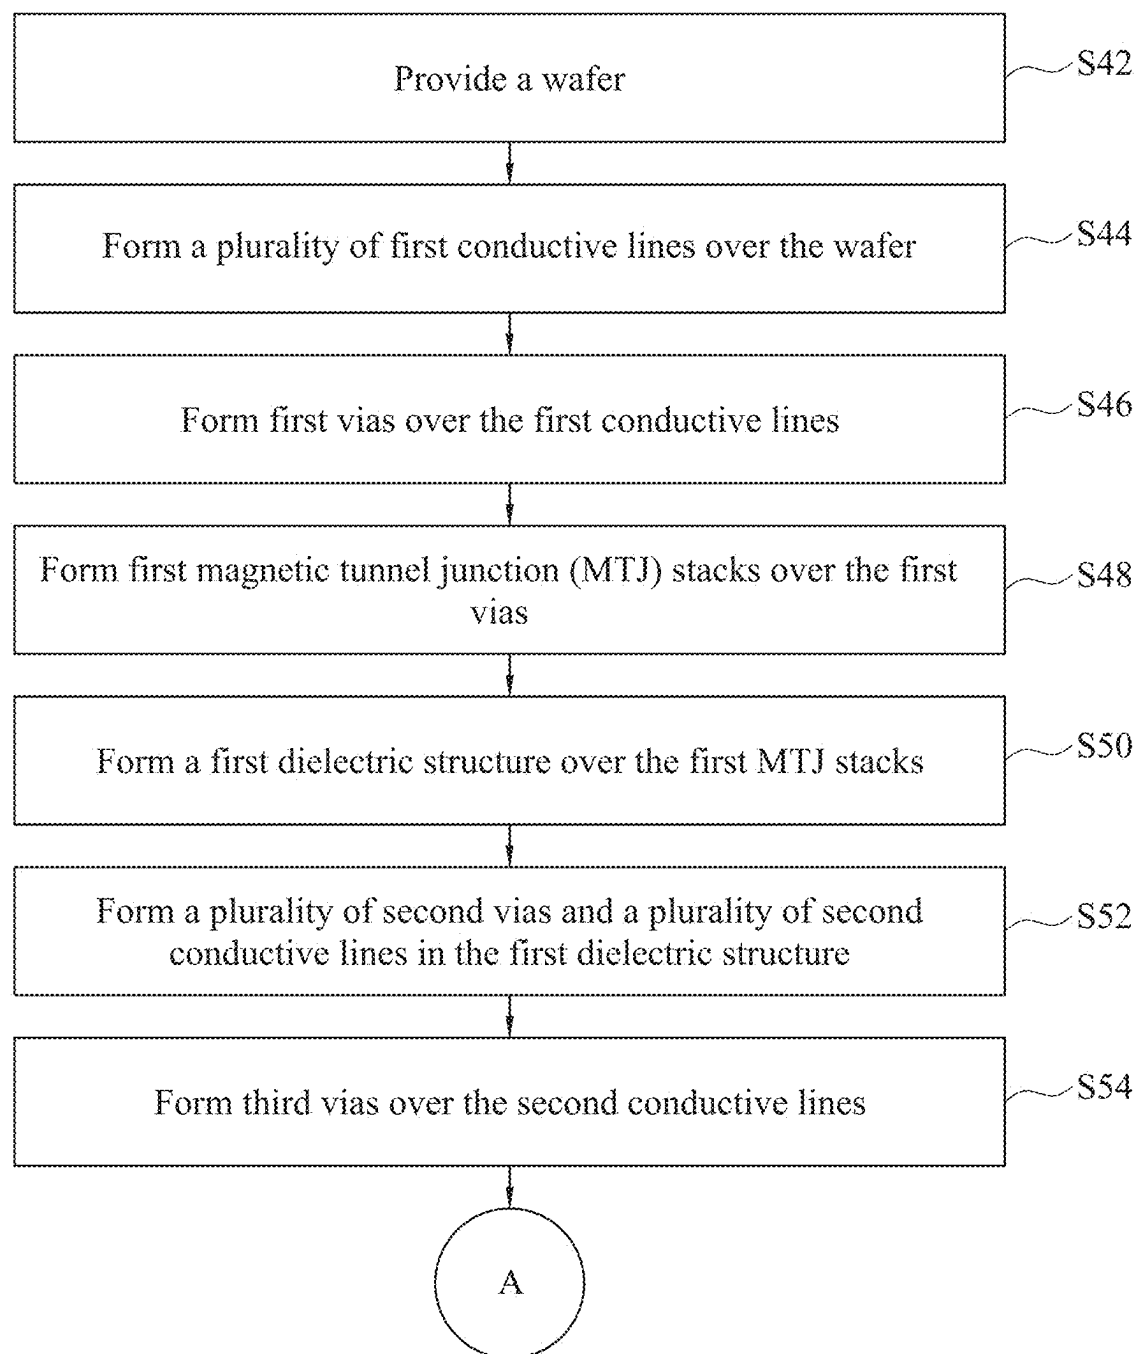 Provide a wafer
S42
Form a plurality of first conductive lines over the wafer
S44
Form first vias over the first conductive lines
S46
Form first magnetic tunnel junction (MTJ) stacks over the first
vias
S48
Form a first dielectric structure over the first MTJ stacks
S50
Form a plurality of second vias and a plurality of second
conductive lines in the first dielectric structure
S52
Form third vias over the second conductive lines
S54
A